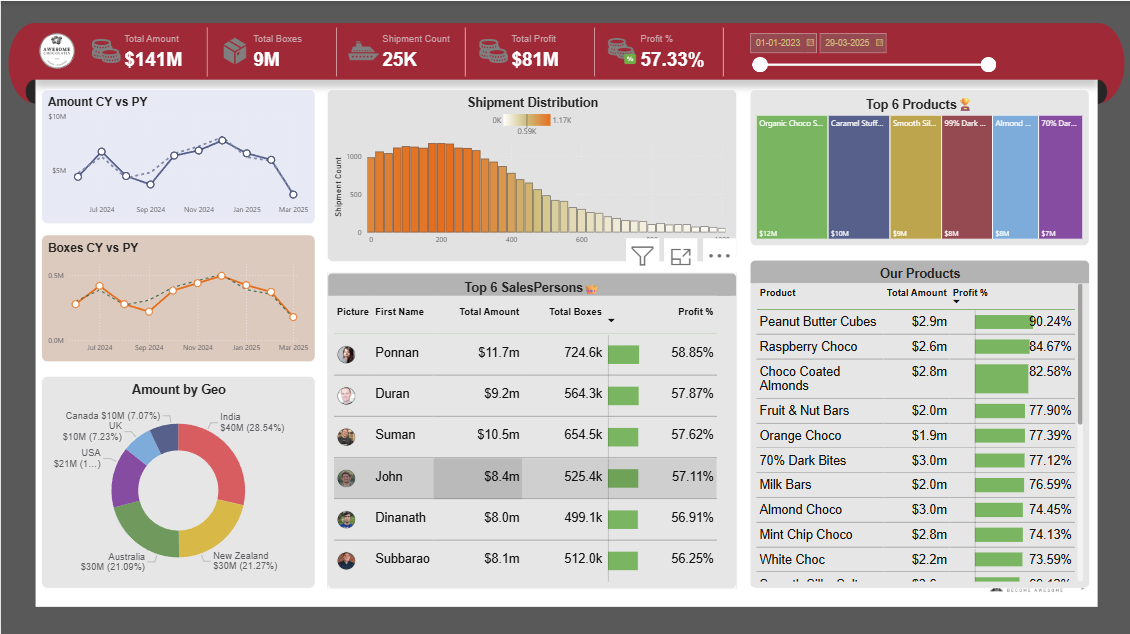 AWESOME
CHOCOLATES
Total Amount
$141M
Total Boxes
9M
Shipment Count
25K
Total Profit
$81M
Profit %
57.33%
%
01-01-2023
29-03-2025
Amount CY vs PY
$10M
$5M
Jul 2024 Sep 2024 Nov 2024 Jan 2025 Mar 2025
Boxes CY vs PY
0.5M
0.0M
Jul 2024 Sep 2024 Nov 2024 Jan 2025 Mar 2025
Amount by Geo
Canada $10M (7.07%)
UK
$10M (7.23%)
USA
$21M (1...)
India
$40M (28.54%)
Australia
$30M (21.09%)
New Zealand
$30M (21.27%)
Shipment Distribution
0K 1.17K
0.59K
Shipment Count
1000
500
0
0 200 400 600
Top 6 SalesPersons
Picture First Name Total Amount Total Boxes Profit %
Ponnan $11.7m 724.6k 58.85%
Duran $9.2m 564.3k 57.87%
Suman $10.5m 654.5k 57.62%
John $8.4m 525.4k 57.11%
Dinanath $8.0m 499.1k 56.91%
Subbarao $8.1m 512.0k 56.25%
Top 6 Products
Organic Choco S... Caramel Stuff... Smooth Sil... 99% Dark ... Almond ... 70% Dar...
$12M $10M $9M $8M $8M $7M
Our Products
Product Total Amount Profit %
Peanut Butter Cubes $2.9m 90.24%
Raspberry Choco $2.6m 84.67%
Choco Coated
Almonds $2.8m 82.58%
Fruit & Nut Bars $2.0m 77.90%
Orange Choco $1.9m 77.39%
70% Dark Bites $3.0m 77.12%
Milk Bars $2.0m 76.59%
Almond Choco $3.0m 74.45%
Mint Chip Choco $2.8m 74.13%
White Choc $2.2m 73.59%
BECOME AWESOME